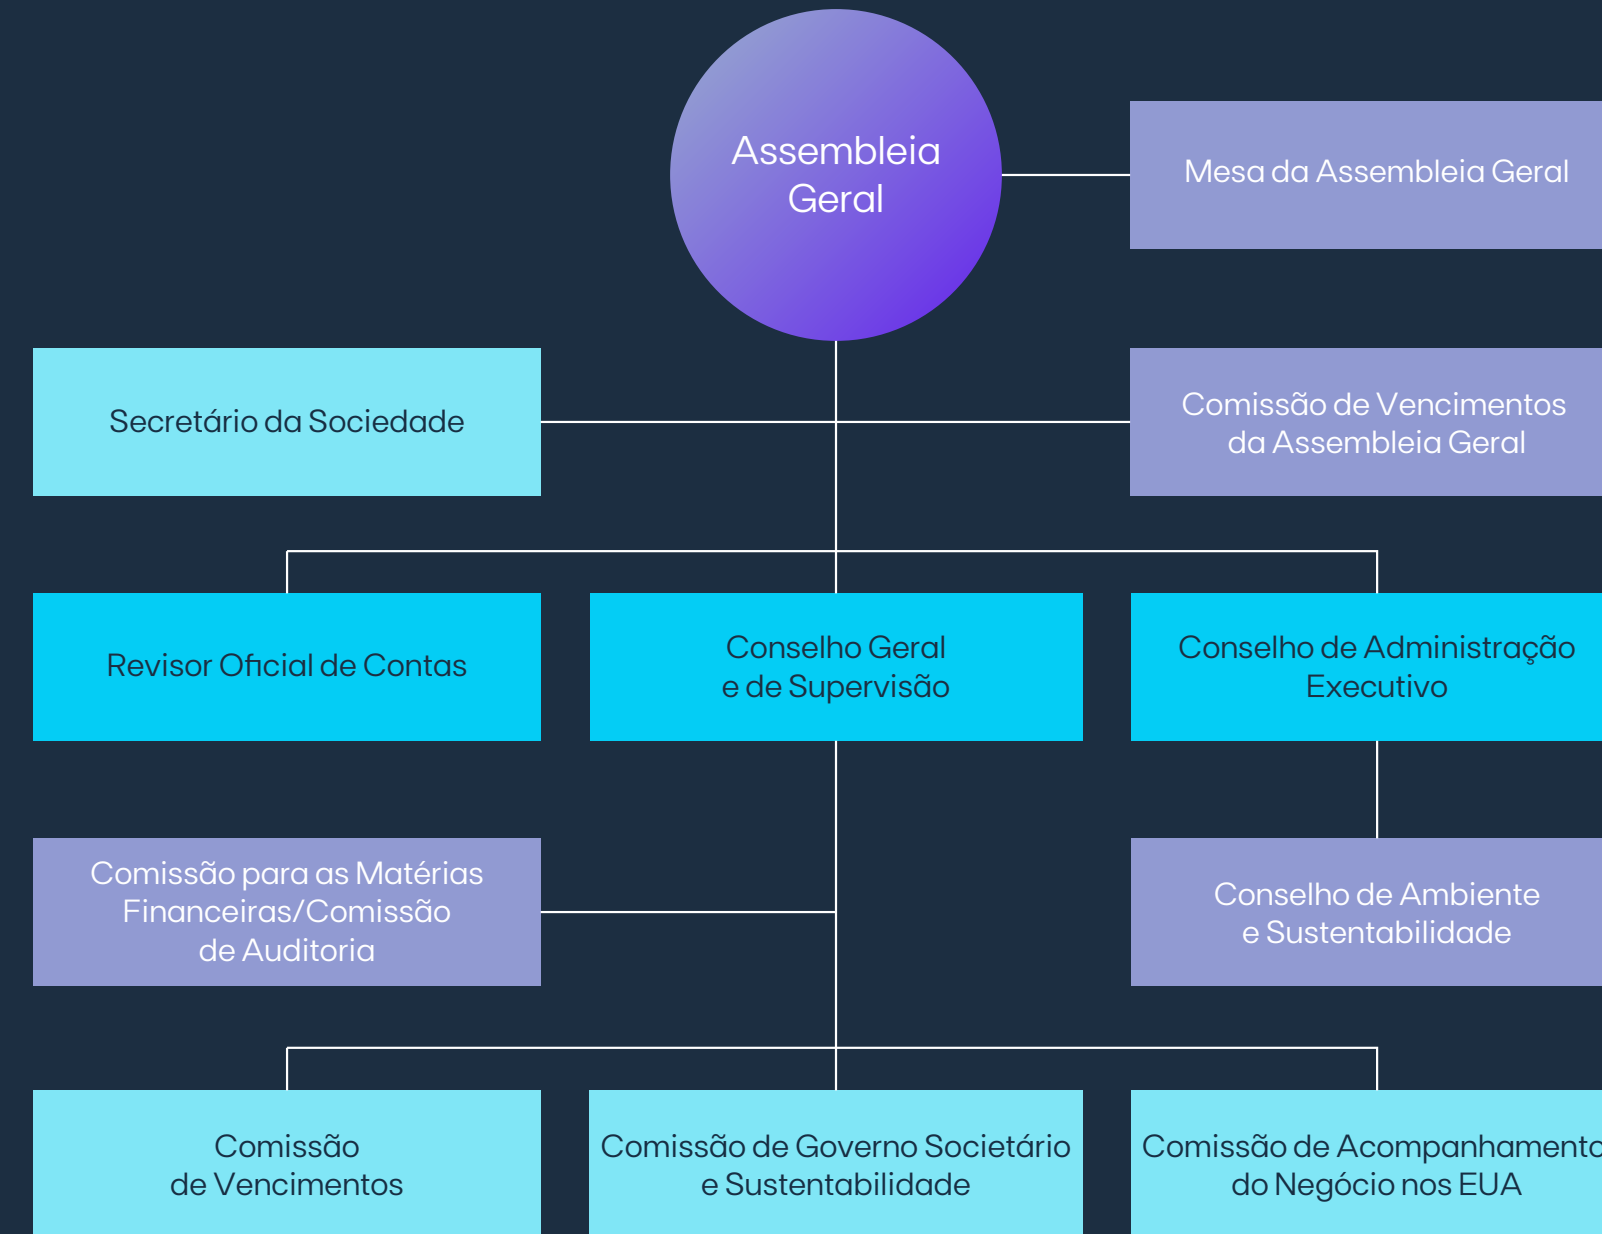 Assembleia
Geral
Mesa da Assembleia Geral
Secretário da Sociedade
Comissão de Vencimentos
da Assembleia Geral
Revisor Oficial de Contas
Conselho Geral
e de Supervisão
Conselho de Administração
Executivo
Comissão para as Matérias
Financeiras/Comissão
de Auditoria
Conselho de Ambiente
e Sustentabilidade
Comissão
de Vencimentos
Comissão de Governo Societário
e Sustentabilidade
Comissão de Acompanhamento
do Negócio nos EUA